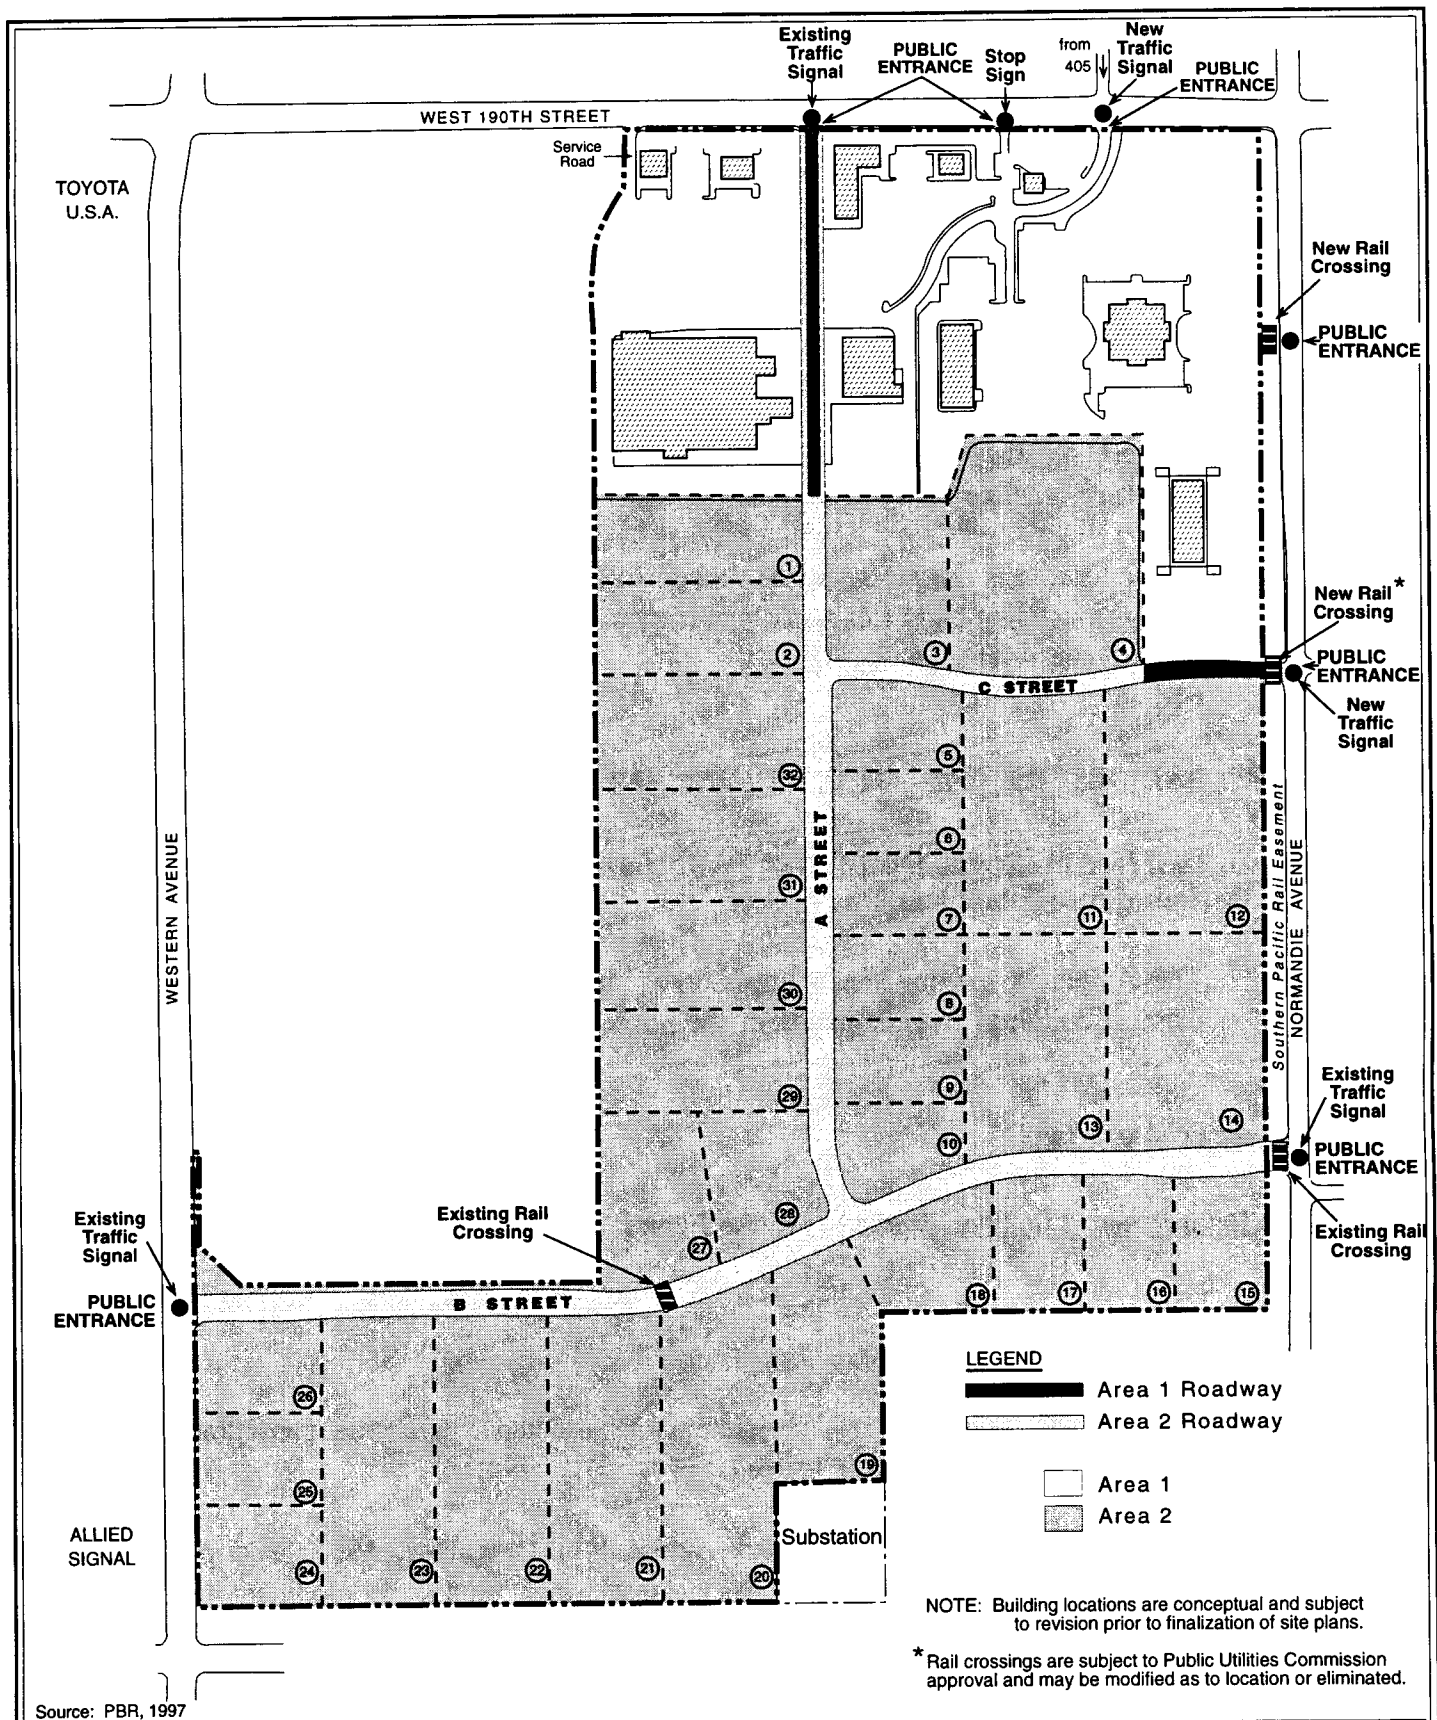 Existing
Traffic
Signal
PUBLIC
ENTRANCE
Stop
Sign
from
405
New
Traffic
Signal
PUBLIC
ENTRANCE
WEST 190TH STREET
Service
Road
TOYOTA
U.S.A.
New Rail
Crossing
PUBLIC
ENTRANCE
New Rail *
Crossing
PUBLIC
ENTRANCE
New
Traffic
Signal
1
2
3
4
C STREET
32
5
6
31
A STREET
7
11
12
30
8
29
9
10
13
14
WESTERN AVENUE
Southern Pacific Rail Easement
NORMANDIE AVENUE
Existing
Traffic
Signal
PUBLIC
ENTRANCE
Existing Rail
Crossing
28
27
Existing Rail
Crossing
Existing
Traffic
Signal
PUBLIC
ENTRANCE
B STREET
18
17
16
15
26
25
24
23
22
21
20
19
Substation
ALLIED
SIGNAL
LEGEND
Area 1 Roadway
Area 2 Roadway
Area 1
Area 2
NOTE: Building locations are conceptual and subject
to revision prior to finalization of site plans.
* Rail crossings are subject to Public Utilities Commission
approval and may be modified as to location or eliminated.
Source: PBR, 1997